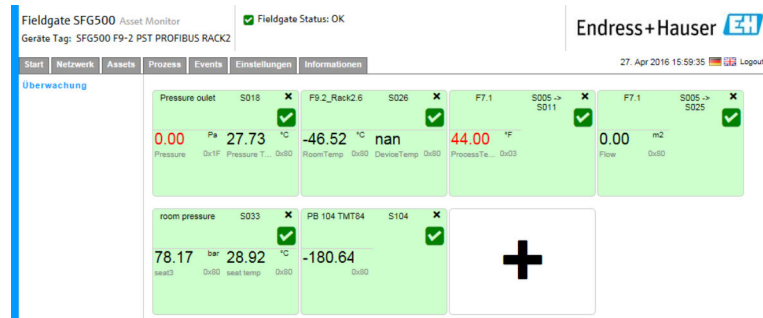 Fieldgate SFG500 Asset Monitor
Fieldgate Status: OK
Geräte Tag: SFG500 F9-2 PST PROFIBUS RACK2
Endress+Hauser EH
Start Netzwerk Assets Prozess Events Einstellungen Informationen
27. Apr 2016 15:59:35 Logout
Überwachung
Pressure oulet S018
0.00 Pa 27.73 °C
Pressure 0x1F Pressure T... 0x80
F9.2_Rack2.6 S026
-46.52 °C nan
RoomTemp 0x80 DeviceTemp 0x80
F7.1 S005 ->
S011
44.00 °F
ProcessTe... 0x03
F7.1 S005 ->
S025
0.00 m2
Flow 0x80
room pressure S033
78.17 bar 28.92 °C
seat3 0x80 seat temp 0x80
PB 104 TMT84 S104
-180.64
0x80